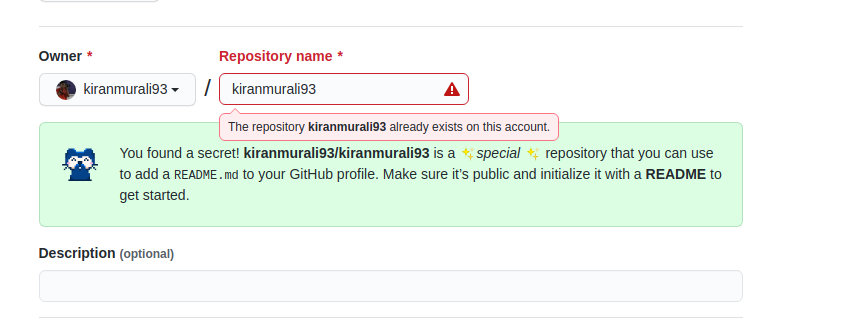 Owner * Repository name *
kiranmurali93 / kiranmurali93
The repository kiranmurali93 already exists on this account.
You found a secret! kiranmurali93/kiranmurali93 is a ✨special ✨ repository that you can use
to add a README.md to your GitHub profile. Make sure it’s public and initialize it with a README to
get started.
Description (optional)